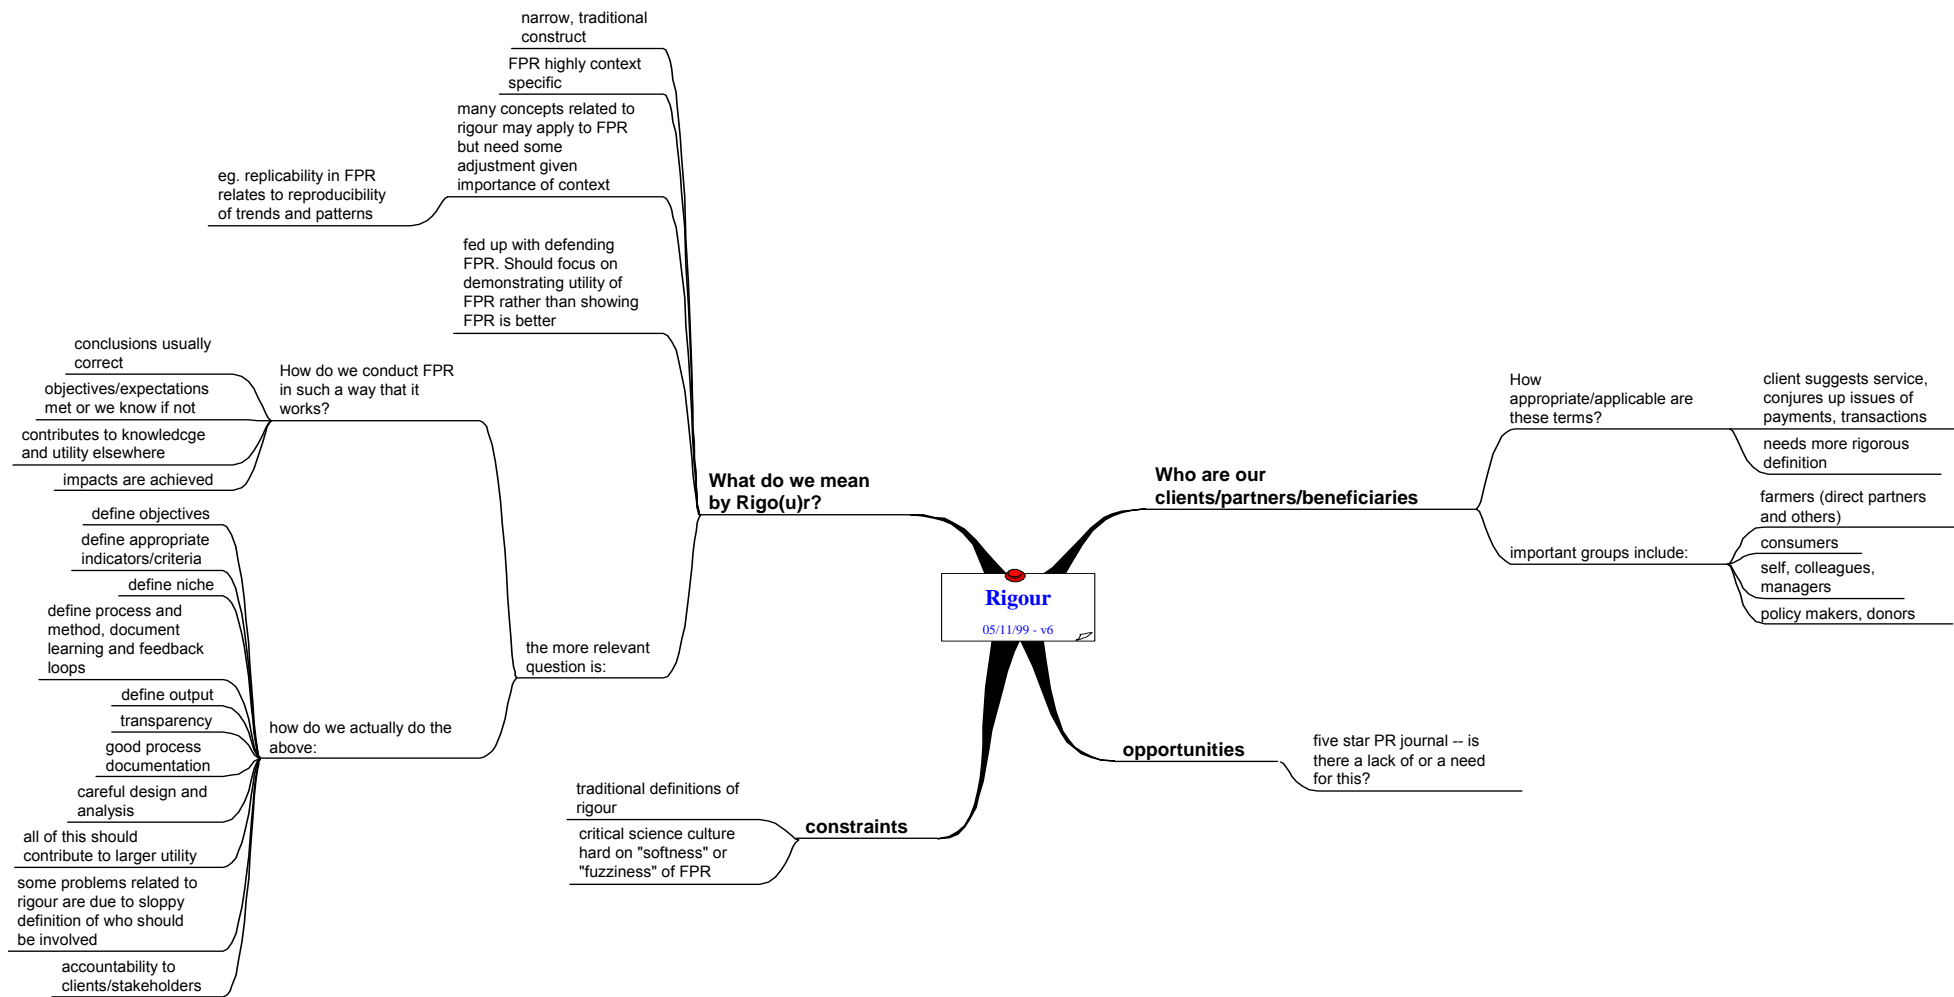 Rigour
05/11/99 - v6
What do we mean
by Rigo(u)r?
narrow, traditional
construct
FPR highly context
specific
many concepts related to
rigour may apply to FPR
but need some
adjustment given
importance of context
eg. replicability in FPR
relates to reproducibility
of trends and patterns
fed up with defending
FPR. Should focus on
demonstrating utility of
FPR rather than showing
FPR is better
the more relevant
question is:
How do we conduct FPR
in such a way that it
works?
conclusions usually
correct
objectives/expectations
met or we know if not
contributes to knowledcge
and utility elsewhere
impacts are achieved
how do we actually do the
above:
define objectives
define appropriate
indicators/criteria
define niche
define process and
method, document
learning and feedback
loops
define output
transparency
good process
documentation
careful design and
analysis
all of this should
contribute to larger utility
some problems related to
rigour are due to sloppy
definition of who should
be involved
accountability to
clients/stakeholders
Who are our
clients/partners/beneficiaries
How
appropriate/applicable are
these terms?
client suggests service,
conjures up issues of
payments, transactions
needs more rigorous
definition
important groups include:
farmers (direct partners
and others)
consumers
self, colleagues,
managers
policy makers, donors
opportunities
five star PR journal -- is
there a lack of or a need
for this?
constraints
traditional definitions of
rigour
critical science culture
hard on "softness" or
"fuzziness" of FPR